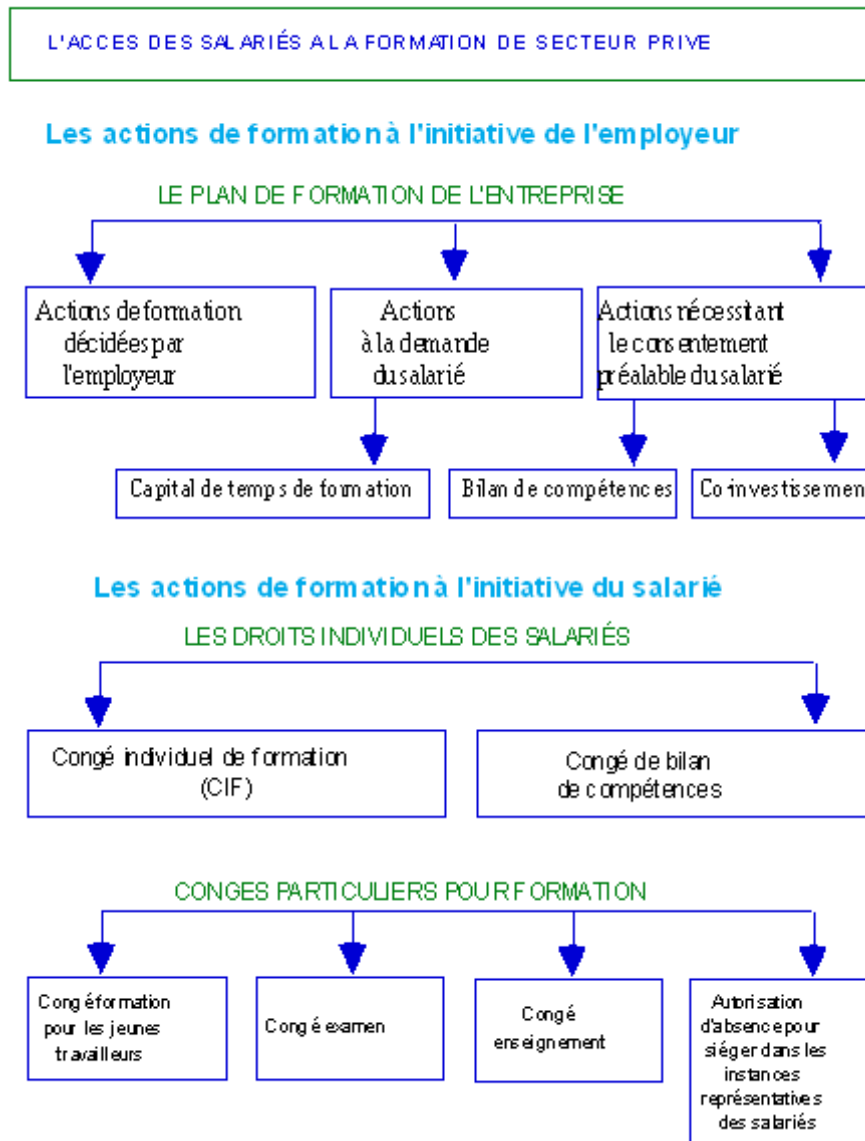 L'ACCES DES SALARIÉS A LA FORMATION DE SECTEUR PRIVE
Les actions de formation à l'initiative de l'employeur
LE PLAN DE FORMATION DE L'ENTREPRISE
Actions de formation
décidées par
l'employeur
Actions
à la demande
du salarié
Actions nécessitant
le consentement
préalable du salarié
Capital de temps de formation
Bilan de compétences
Co-investissemen
Les actions de formation à l'initiative du salarié
LES DROITS INDIVIDUELS DES SALARIÉS
Congé individuel de formation
(CIF)
Congé de bilan
de compétences
CONGES PARTICULIERS POUR FORMATION
Congé formation
pour les jeunes
travailleurs
Congé examen
Congé
enseignement
Autorisation
d'absence pour
siéger dans les
instances
représentatives
des salariés